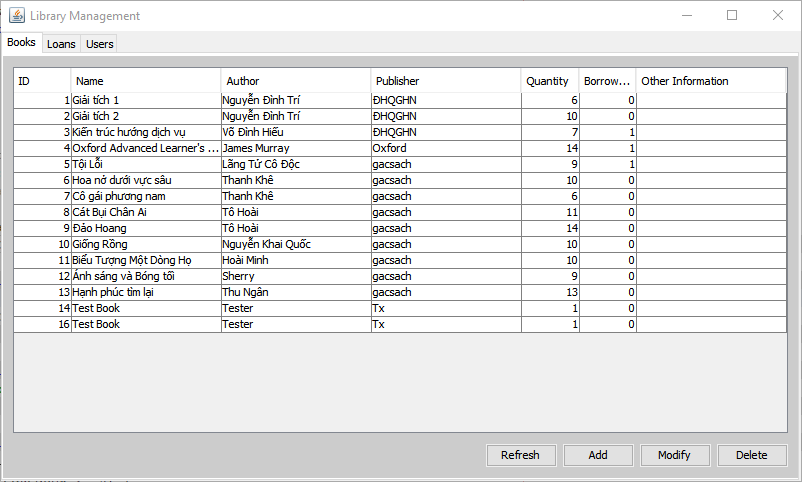 Library Management
Books Loans Users
ID Name Author Publisher Quantity Borrow... Other Information
1 Giải tích 1 Nguyễn Đình Trí ĐHQGHN 6 0
2 Giải tích 2 Nguyễn Đình Trí ĐHQGHN 10 0
3 Kiến trúc hướng dịch vụ Võ Đình Hiếu ĐHQGHN 7 1
4 Oxford Advanced Learner's ... James Murray Oxford 14 1
5 Tội Lỗi Lãng Tử Cô Độc gacsach 9 1
6 Hoa nở dưới vực sâu Thanh Khê gacsach 10 0
7 Cô gái phương nam Thanh Khê gacsach 6 0
8 Cát Bụi Chân Ai Tô Hoài gacsach 11 0
9 Đảo Hoang Tô Hoài gacsach 14 0
10 Giống Rồng Nguyễn Khai Quốc gacsach 10 0
11 Biểu Tượng Một Dòng Họ Hoài Minh gacsach 10 0
12 Ánh sáng và Bóng tối Sherry gacsach 9 0
13 Hạnh phúc tìm lại Thu Ngân gacsach 13 0
14 Test Book Tester Tx 1 0
16 Test Book Tester Tx 1 0
Refresh Add Modify Delete